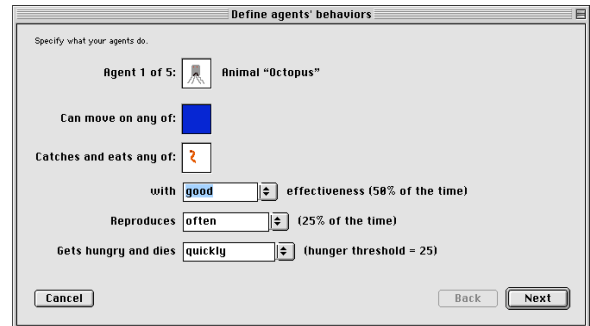 Define agents' behaviors
Specify what your agents do.
Agent 1 of 5: Animal “Octopus”
Can move on any of:
Catches and eats any of:
with good effectiveness (50% of the time)
Reproduces often (25% of the time)
Gets hungry and dies quickly (hunger threshold = 25)
Cancel Back Next